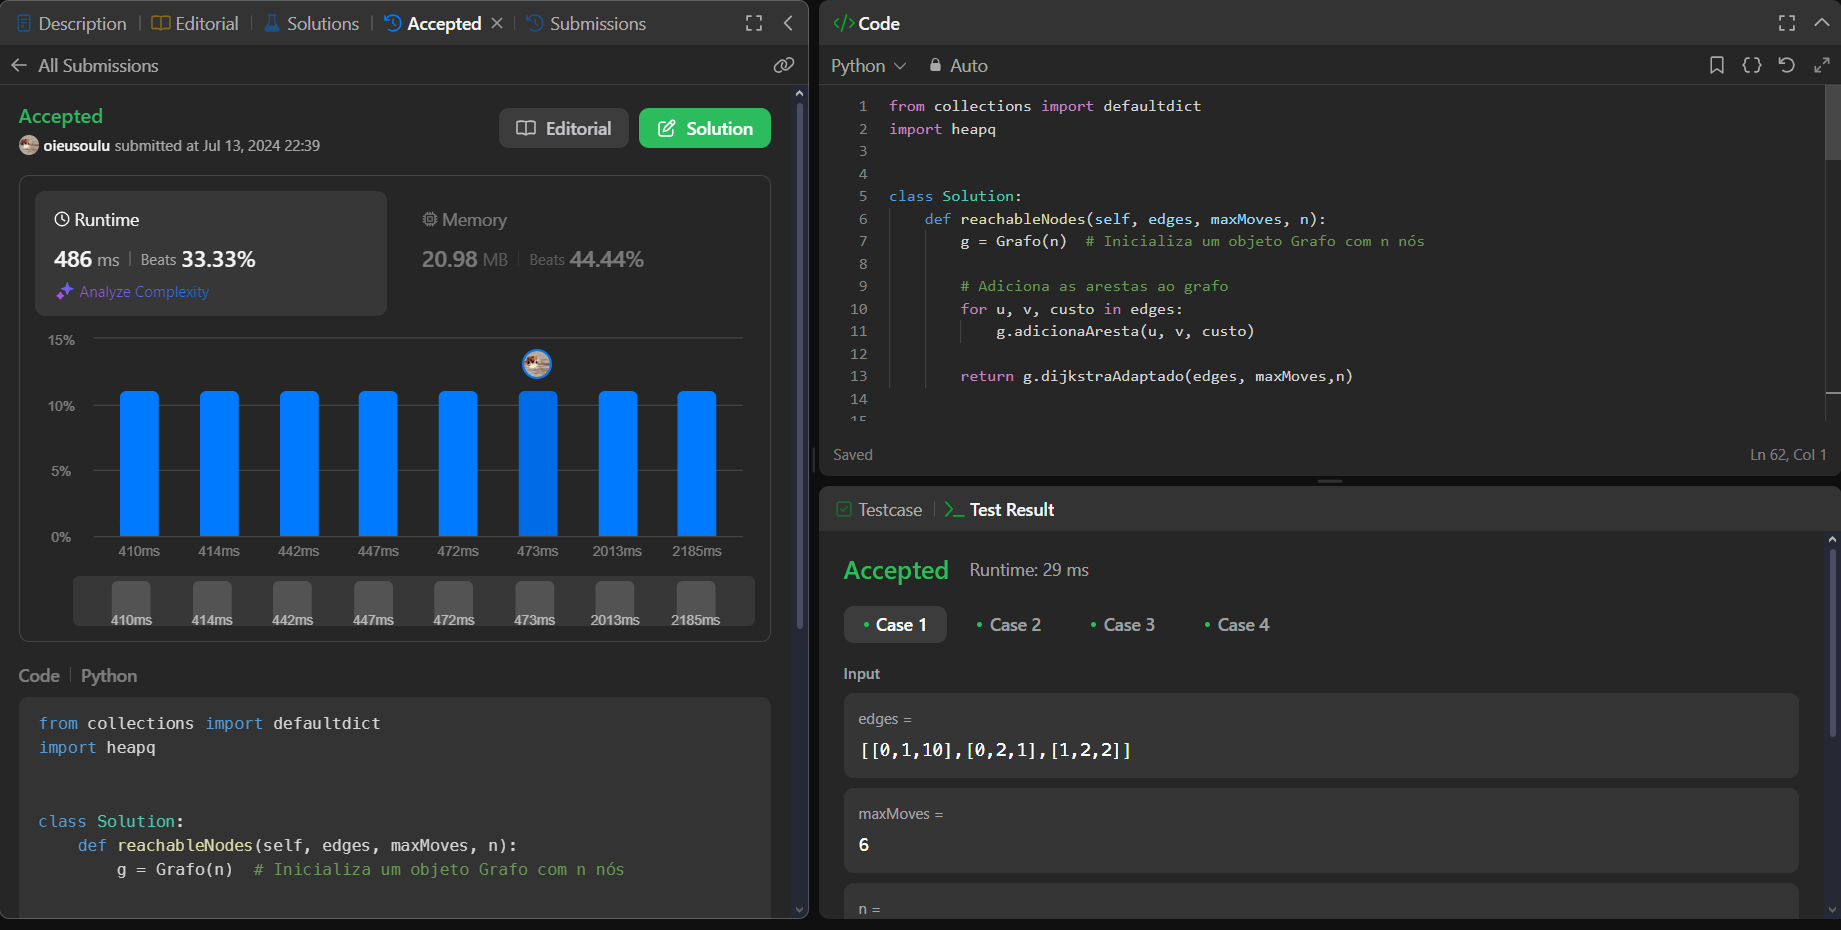 Description
Editorial
Solutions
Accepted
Submissions
All Submissions
Accepted
oieusoulu submitted at Jul 13, 2024 22:39
Editorial
Solution
Runtime
486 ms | Beats 33.33%
Analyze Complexity
Memory
20.98 MB | Beats 44.44%
15%
10%
5%
0%
410ms 414ms 442ms 447ms 472ms 473ms 2013ms 2185ms
410ms 414ms 442ms 447ms 472ms 473ms 2013ms 2185ms
Code | Python
from collections import defaultdict
import heapq
class Solution:
def reachableNodes(self, edges, maxMoves, n):
g = Grafo(n)  # Inicializa um objeto Grafo com n nós
</> Code
Python
Auto
1 from collections import defaultdict
2 import heapq
3
4
5 class Solution:
6 def reachableNodes(self, edges, maxMoves, n):
7 g = Grafo(n)  # Inicializa um objeto Grafo com n nós
8
9 # Adiciona as arestas ao grafo
10 for u, v, custo in edges:
11 g.adicionaAresta(u, v, custo)
12
13 return g.dijkstraAdaptado(edges, maxMoves,n)
14
15
Saved
Ln 62, Col 1
Testcase
>_ Test Result
Accepted Runtime: 29 ms
• Case 1 • Case 2 • Case 3 • Case 4
Input
edges =
[[0,1,10],[0,2,1],[1,2,2]]
maxMoves =
6
n =